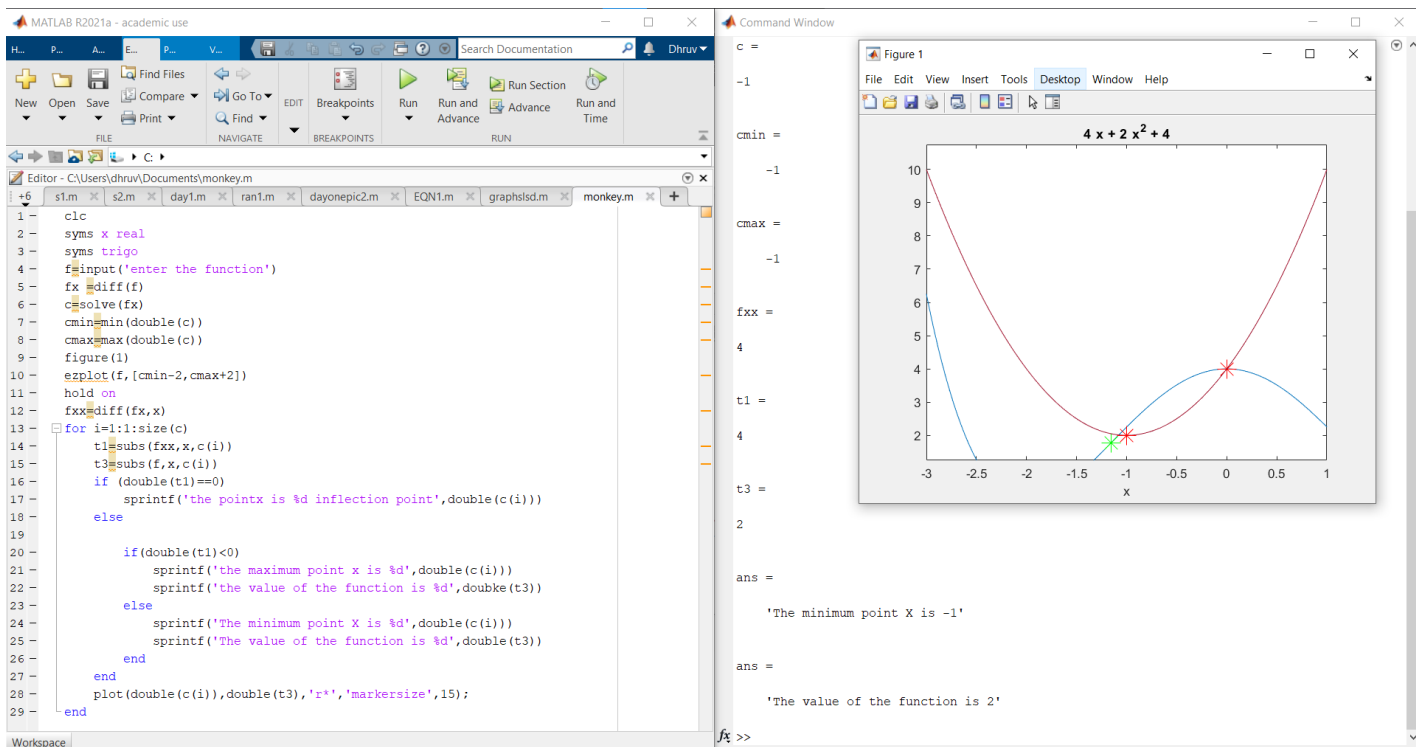 MATLAB R2021a - academic use
H... P... A... E... P... V... Search Documentation Dhruv
New Open Save Find Files Compare Print Go To Find EDIT Breakpoints Run Run and Advance Run Section Advance Run and Time
FILE NAVIGATE BREAKPOINTS RUN
C:
Editor - C:\Users\dhruv\Documents\monkey.m
+6 s1.m s2.m day1.m ran1.m dayonepic2.m EQN1.m graphslsd.m monkey.m +
1 - clc
2 - syms x real
3 - syms trigo
4 - f=input('enter the function')
5 - fx =diff(f)
6 - c=solve(fx)
7 - cmin=min(double(c))
8 - cmax=max(double(c))
9 - figure(1)
10 - ezplot(f,[cmin-2,cmax+2])
11 - hold on
12 - fxx=diff(fx,x)
13 - for i=1:1:size(c)
14 - t1=subs(fxx,x,c(i))
15 - t3=subs(f,x,c(i))
16 - if (double(t1)==0)
17 - sprintf('the pointx is %d inflection point',double(c(i)))
18 - else
19
20 - if(double(t1)<0)
21 - sprintf('the maximum point x is %d',double(c(i)))
22 - sprintf('the value of the function is %d',doubke(t3))
23 - else
24 - sprintf('The minimum point X is %d',double(c(i)))
25 - sprintf('The value of the function is %d',double(t3))
26 - end
27 - end
28 - plot(double(c(i)),double(t3),'r*','markersize',15);
29 - end
Workspace
Command Window
c =
-1
cmin =
-1
cmax =
-1
fxx =
4
t1 =
4
t3 =
2
ans =
'The minimum point X is -1'
ans =
'The value of the function is 2'
fx >>
Figure 1
File Edit View Insert Tools Desktop Window Help
4 x + 2 x² + 4
10
9
8
7
6
5
4
3
2
-3 -2.5 -2 -1.5 -1 -0.5 0 0.5 1
x